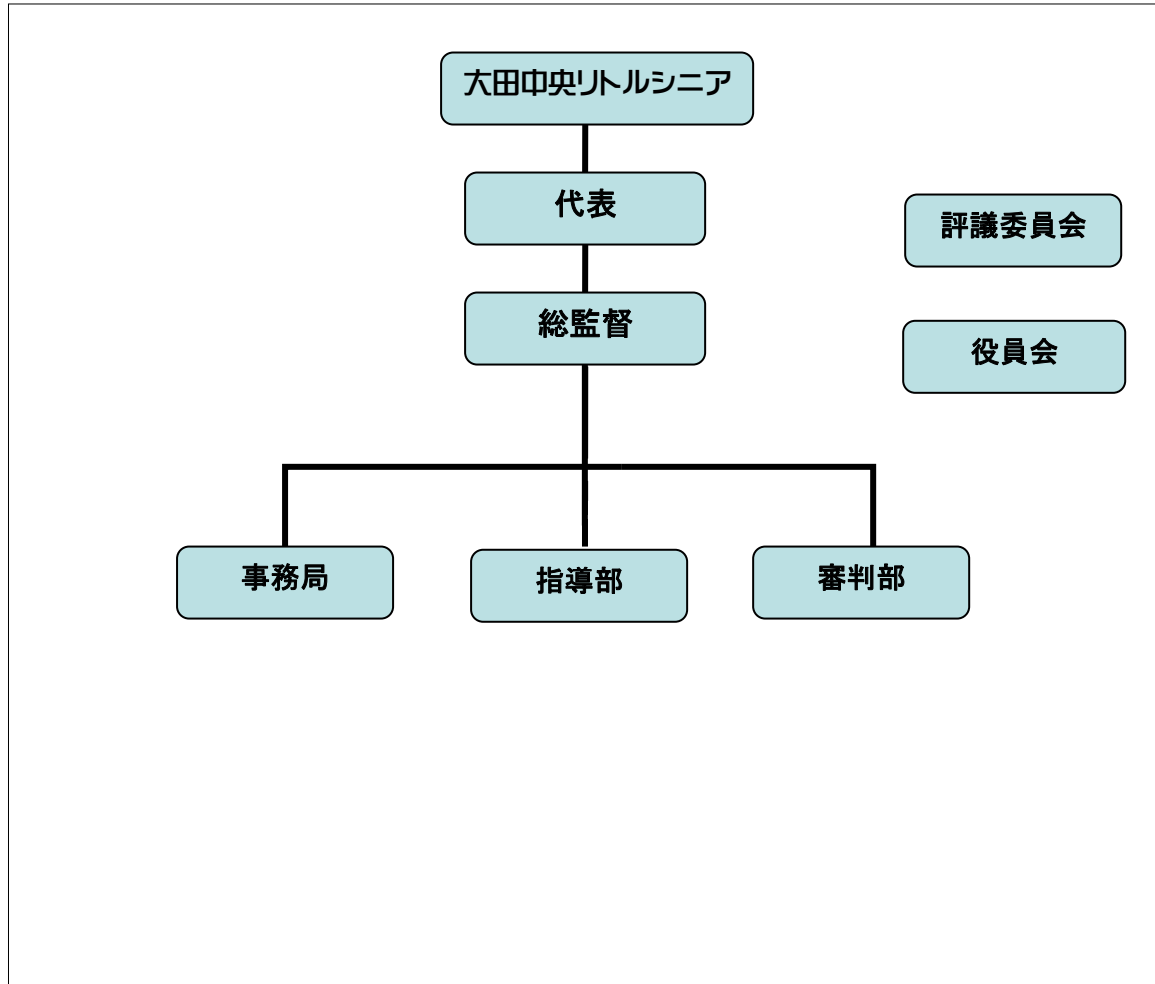 大田中央リトルシニア
代表
評議委員会
総監督
役員会
事務局
指導部
審判部